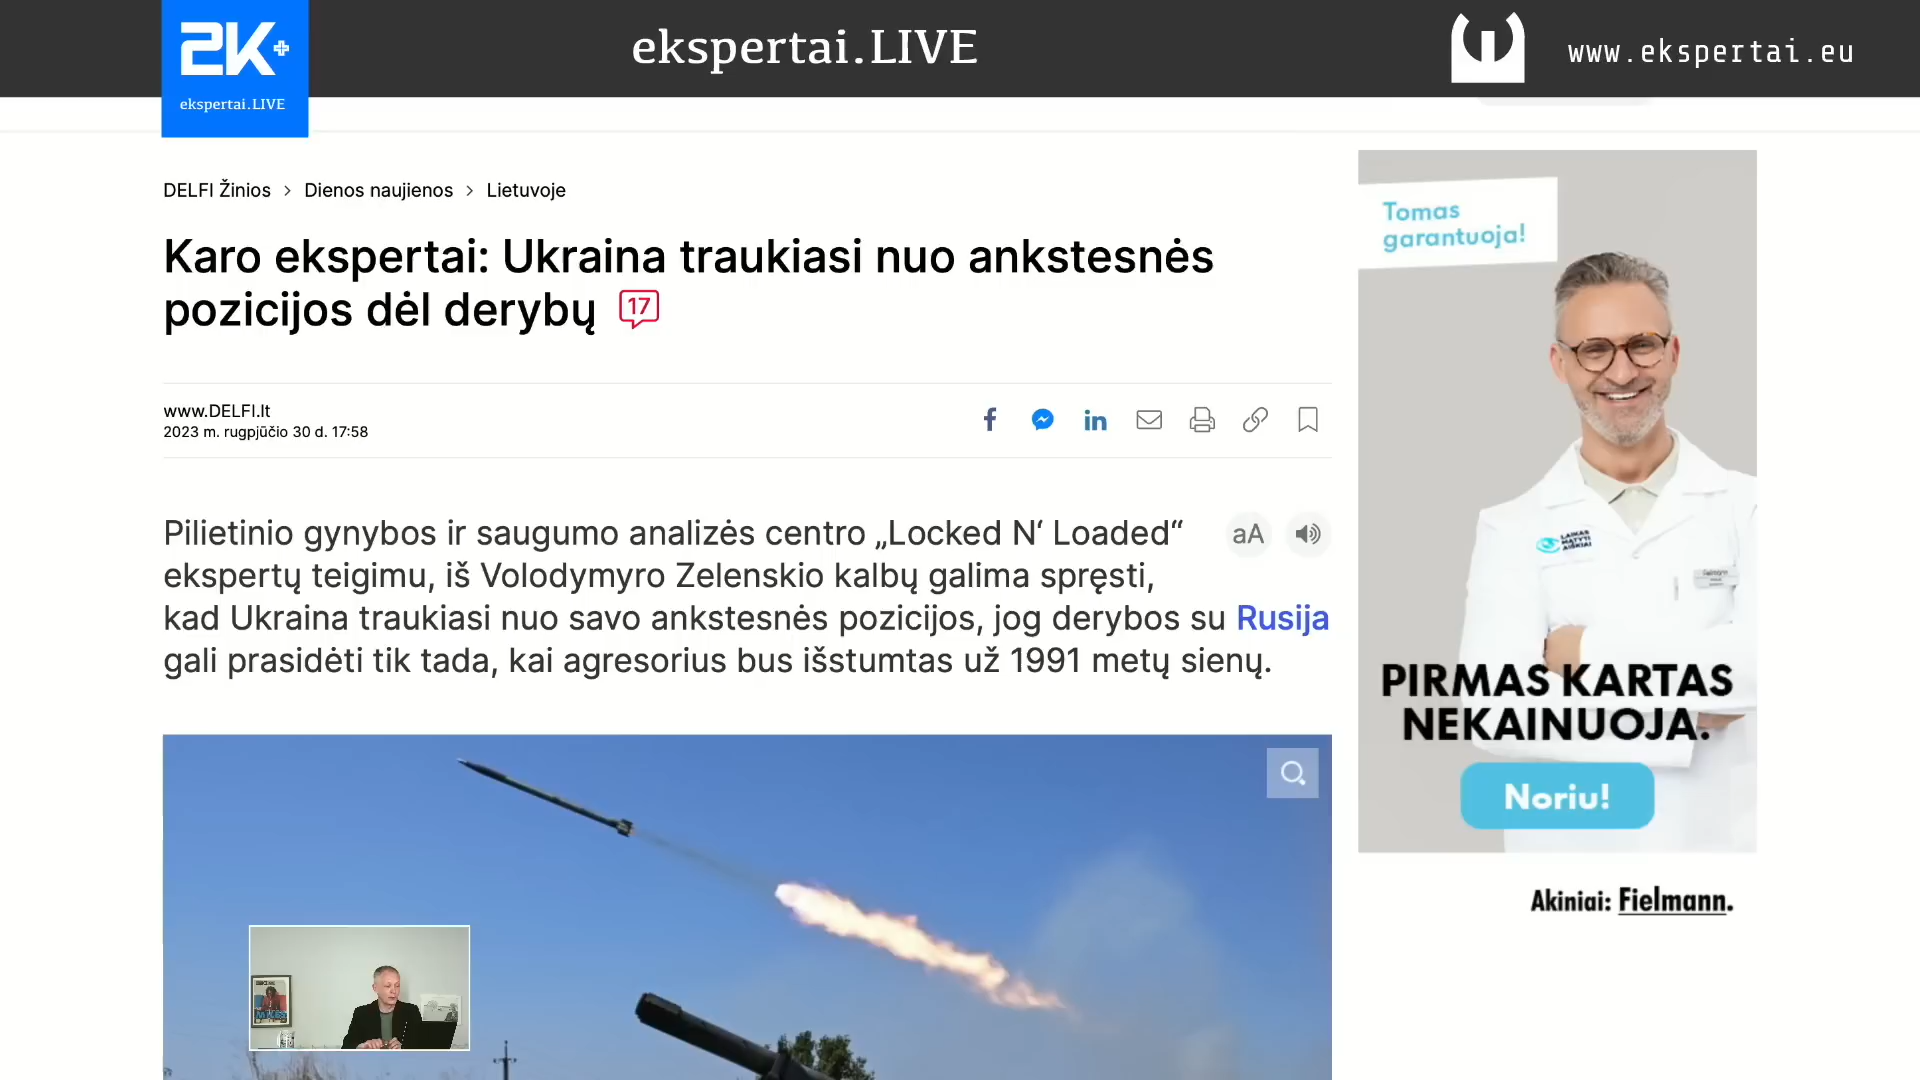 2K+
ekspertai.LIVE
ekspertai.LIVE
www.ekspertai.eu
DELFI Žinios > Dienos naujienos > Lietuvoje
Karo ekspertai: Ukraina traukiasi nuo ankstesnės
pozicijos dėl derybų 17
www.DELFI.lt
2023 m. rugpjūčio 30 d. 17:58
Pilietinio gynybos ir saugumo analizės centro „Locked N‘ Loaded“
aA
ekspertų teigimu, iš Volodymyro Zelenskio kalbų galima spręsti,
kad Ukraina traukiasi nuo savo ankstesnės pozicijos, jog derybos su Rusija
gali prasidėti tik tada, kai agresorius bus išstumtas už 1991 metų sienų.
Tomas
garantuoja!
LAIKAS
MATYTI
AIŠKIAI
PIRMAS KARTAS
NEKAINUOJA.
Noriu!
Akiniai: Fielmann.